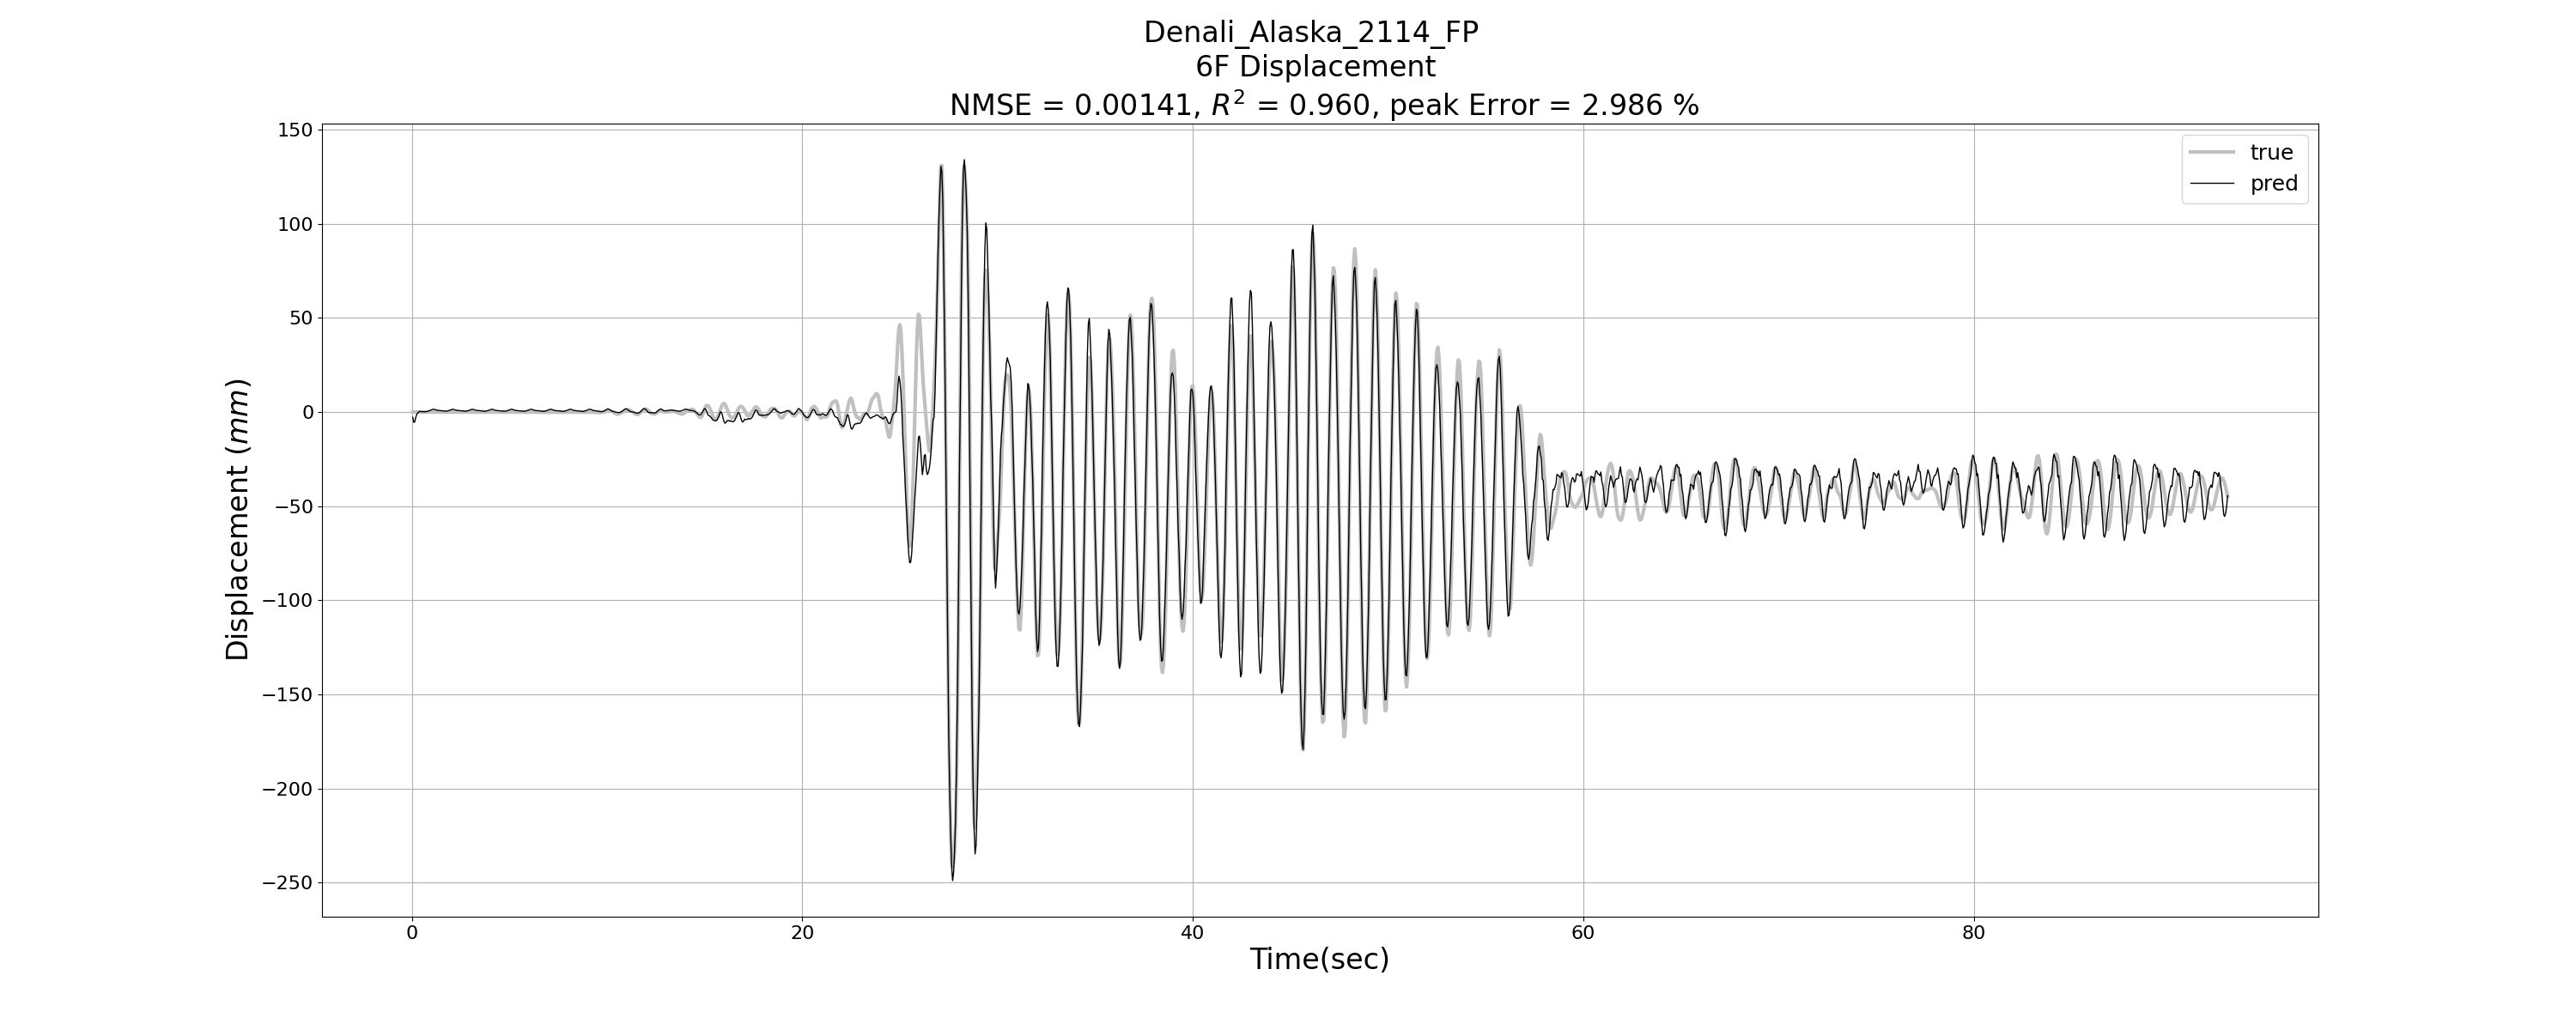 Denali_Alaska_2114_FP
6F Displacement
NMSE = 0.00141, R² = 0.960, peak Error = 2.986 %
150
100
50
0
−50
−100
−150
−200
−250
Displacement (mm)
true
pred
0 20 40 60 80
Time(sec)